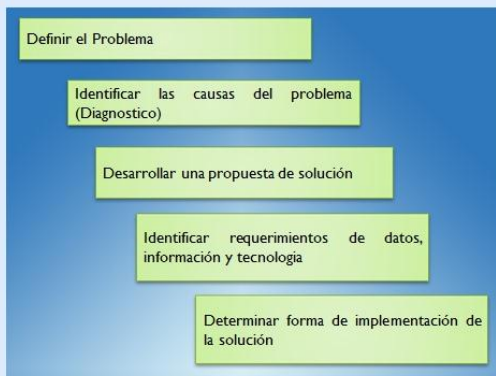 Definir el Problema
Identificar las causas del problema
(Diagnostico)
Desarrollar una propuesta de solución
Identificar requerimientos de datos,
información y tecnologia
Determinar forma de implementación de
la solución